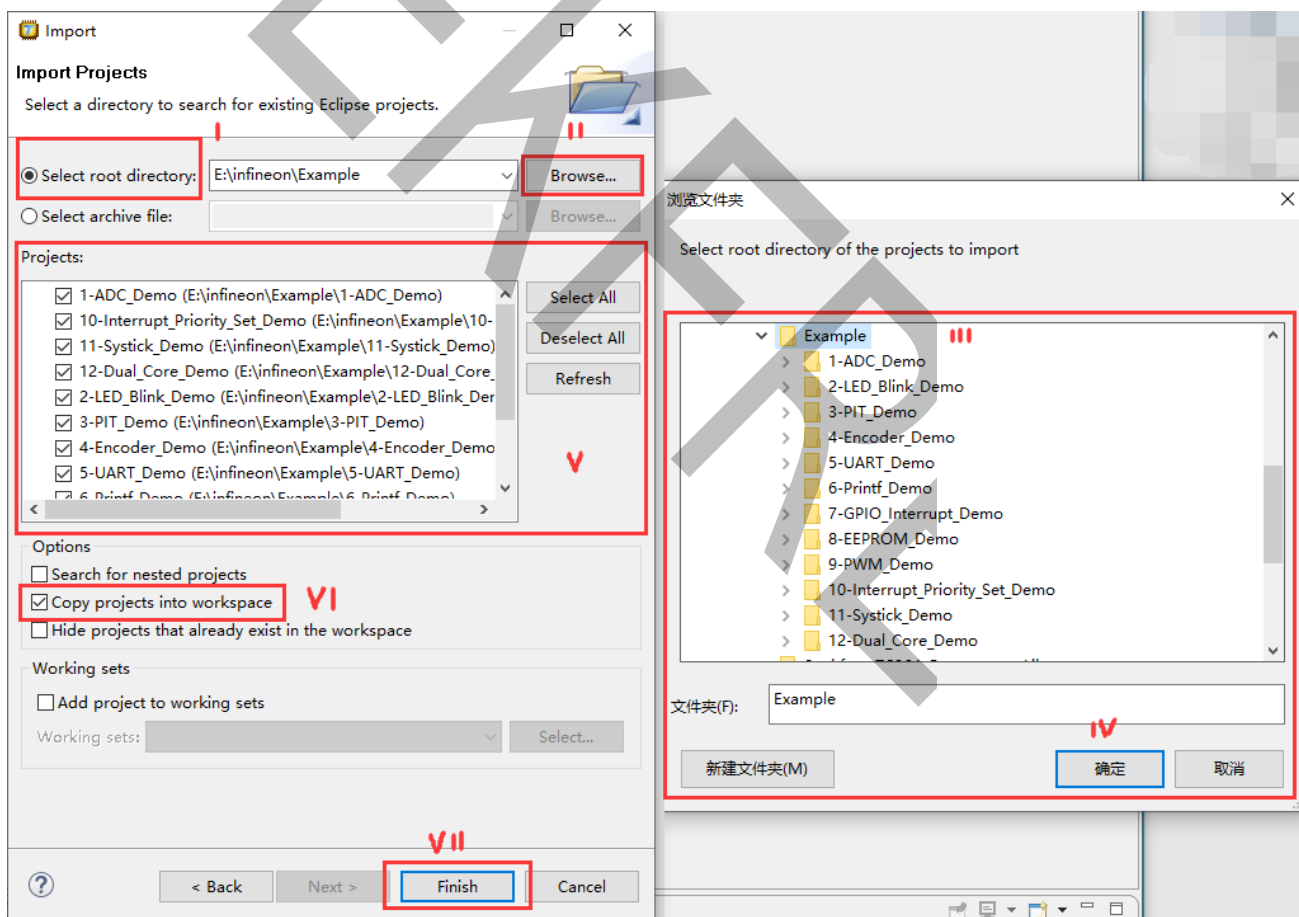 Import
Import Projects
Select a directory to search for existing Eclipse projects.
I
II
Select root directory:
E:\infineon\Example
Browse...
Select archive file:
Browse...
Projects:
1-ADC_Demo (E:\infineon\Example\1-ADC_Demo)
10-Interrupt_Priority_Set_Demo (E:\infineon\Example\10-
11-Systick_Demo (E:\infineon\Example\11-Systick_Demo)
12-Dual_Core_Demo (E:\infineon\Example\12-Dual_Core_
2-LED_Blink_Demo (E:\infineon\Example\2-LED_Blink_Der
3-PIT_Demo (E:\infineon\Example\3-PIT_Demo)
4-Encoder_Demo (E:\infineon\Example\4-Encoder_Demo
5-UART_Demo (E:\infineon\Example\5-UART_Demo)
6-Printf_Demo (E:\infineon\Example\6-Printf_Demo)
Select All
Deselect All
Refresh
V
Options
Search for nested projects
Copy projects into workspace
VI
Hide projects that already exist in the workspace
Working sets
Add project to working sets
Working sets:
Select...
VII
< Back
Next >
Finish
Cancel
浏览文件夹
Select root directory of the projects to import
Example
III
1-ADC_Demo
2-LED_Blink_Demo
3-PIT_Demo
4-Encoder_Demo
5-UART_Demo
6-Printf_Demo
7-GPIO_Interrupt_Demo
8-EEPROM_Demo
9-PWM_Demo
10-Interrupt_Priority_Set_Demo
11-Systick_Demo
12-Dual_Core_Demo
文件夹(F):
Example
IV
新建文件夹(M)
确定
取消